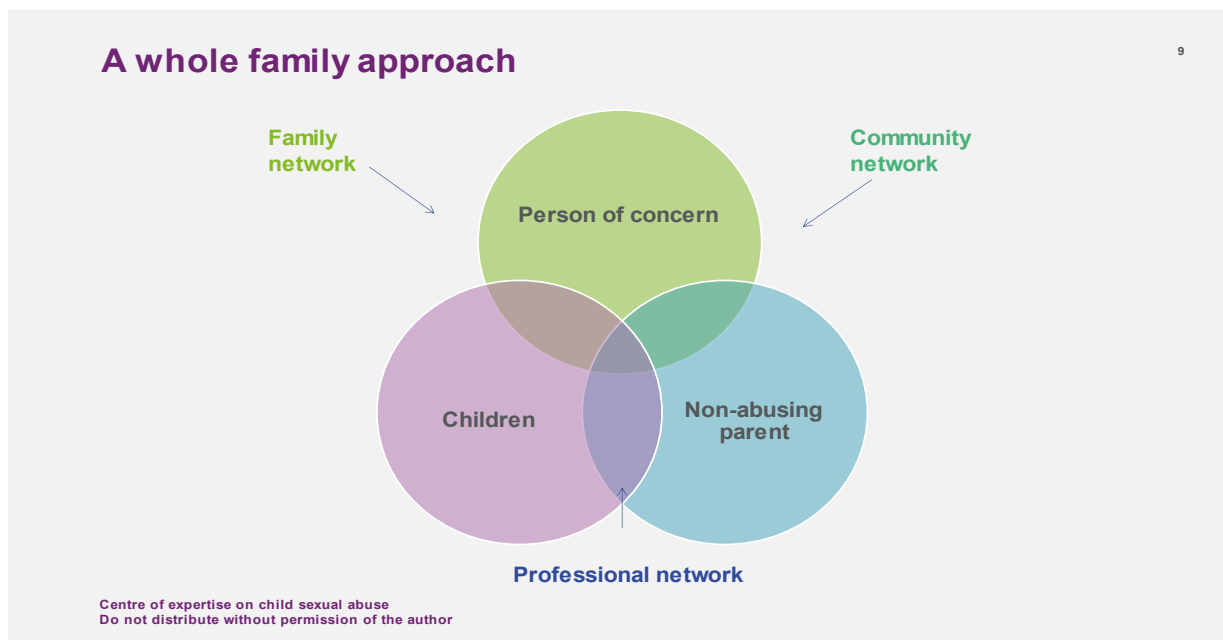 A whole family approach
9
Family
network
Community
network
Person of concern
Children
Non-abusing
parent
Professional network
Centre of expertise on child sexual abuse
Do not distribute without permission of the author